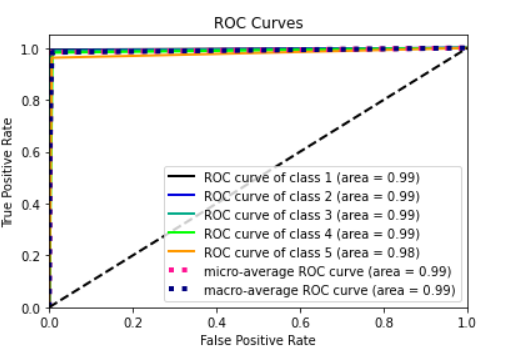 ROC Curves
True Positive Rate
1.0
0.8
0.6
0.4
0.2
0.0
ROC curve of class 1 (area = 0.99)
ROC curve of class 2 (area = 0.99)
ROC curve of class 3 (area = 0.99)
ROC curve of class 4 (area = 0.99)
ROC curve of class 5 (area = 0.98)
micro-average ROC curve (area = 0.99)
macro-average ROC curve (area = 0.99)
0.0 0.2 0.4 0.6 0.8 1.0
False Positive Rate